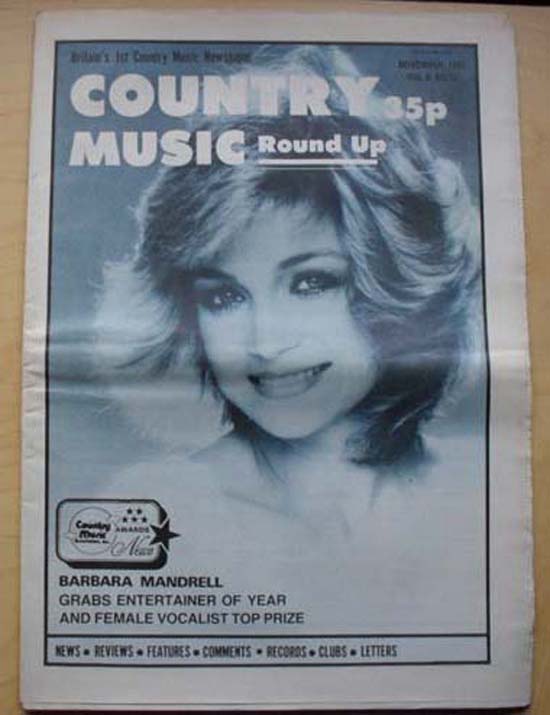 Britain's 1st Country Music Newspaper
NOVEMBER
COUNTRY
35p
MUSIC Round Up
Country
Music
AWARDS
News
BARBARA MANDRELL
GRABS ENTERTAINER OF YEAR
AND FEMALE VOCALIST TOP PRIZE
NEWS • REVIEWS • FEATURES • COMMENTS • RECORDS • CLUBS • LETTERS